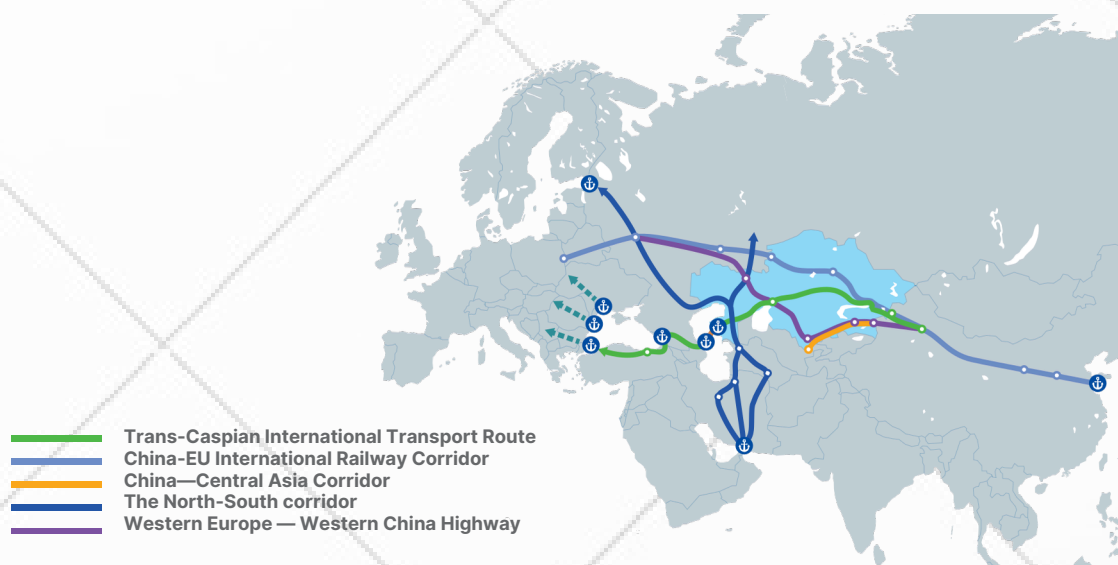 Trans-Caspian International Transport Route
China-EU International Railway Corridor
China—Central Asia Corridor
The North-South corridor
Western Europe — Western China Highway